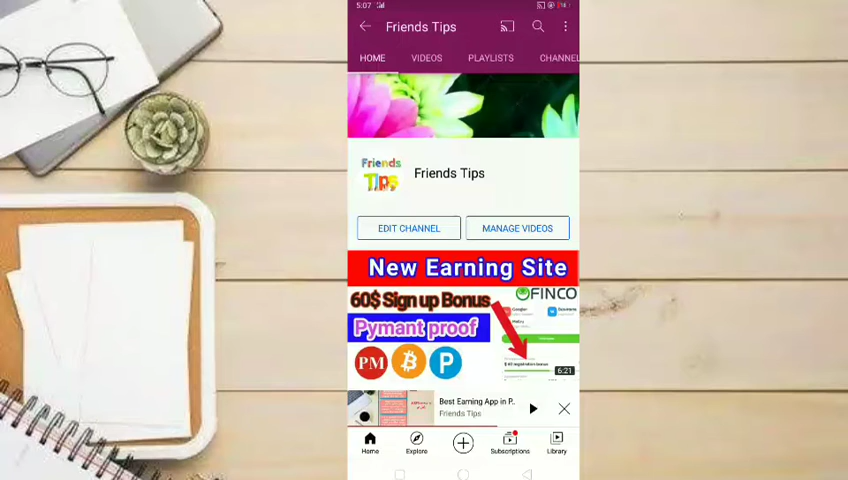 5:07
Friends Tips
HOME VIDEOS PLAYLISTS CHANNEL
Friends
TIPS
Friends Tips
EDIT CHANNEL MANAGE VIDEOS
New Earning Site
60$ Sign up Bonus
FINCO
Pymant proof
PM B P
6:21
Best Earning App in P..
Friends Tips
Home Explore Subscriptions Library